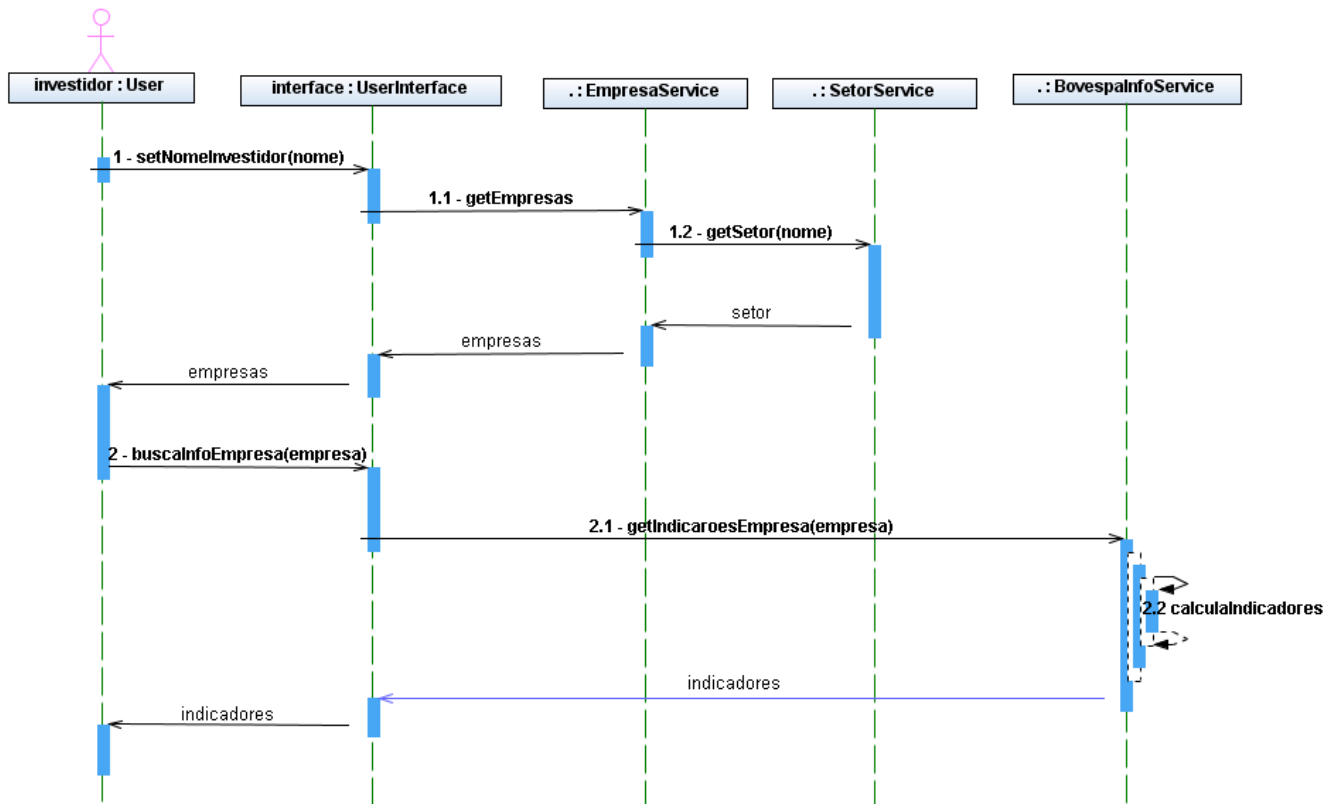 investidor : User
interface : UserInterface
. : EmpresaService
. : SetorService
. : BovespaInfoService
1 - setNomeInvestidor(nome)
1.1 - getEmpresas
1.2 - getSetor(nome)
setor
empresas
empresas
2 - buscaInfoEmpresa(empresa)
2.1 - getIndicaroesEmpresa(empresa)
2.2 calculaIndicadores
indicadores
indicadores